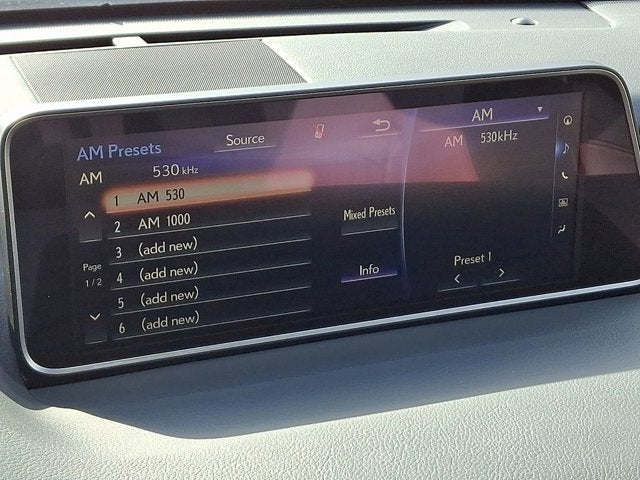 AM Presets
Source
AM
AM 530 kHz
AM 530kHz
1 AM 530
2 AM 1000
3 (add new)
4 (add new)
5 (add new)
6 (add new)
Page
1/2
Mixed Presets
Info
Preset 1